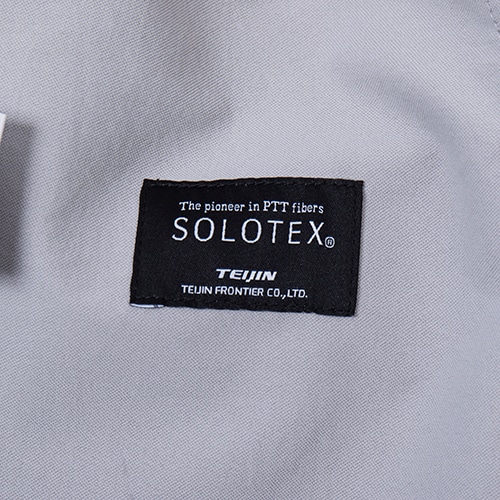 The pioneer in PTT fibers
SOLOTEX®
TEIJIN
TEIJIN FRONTIER CO.,LTD.